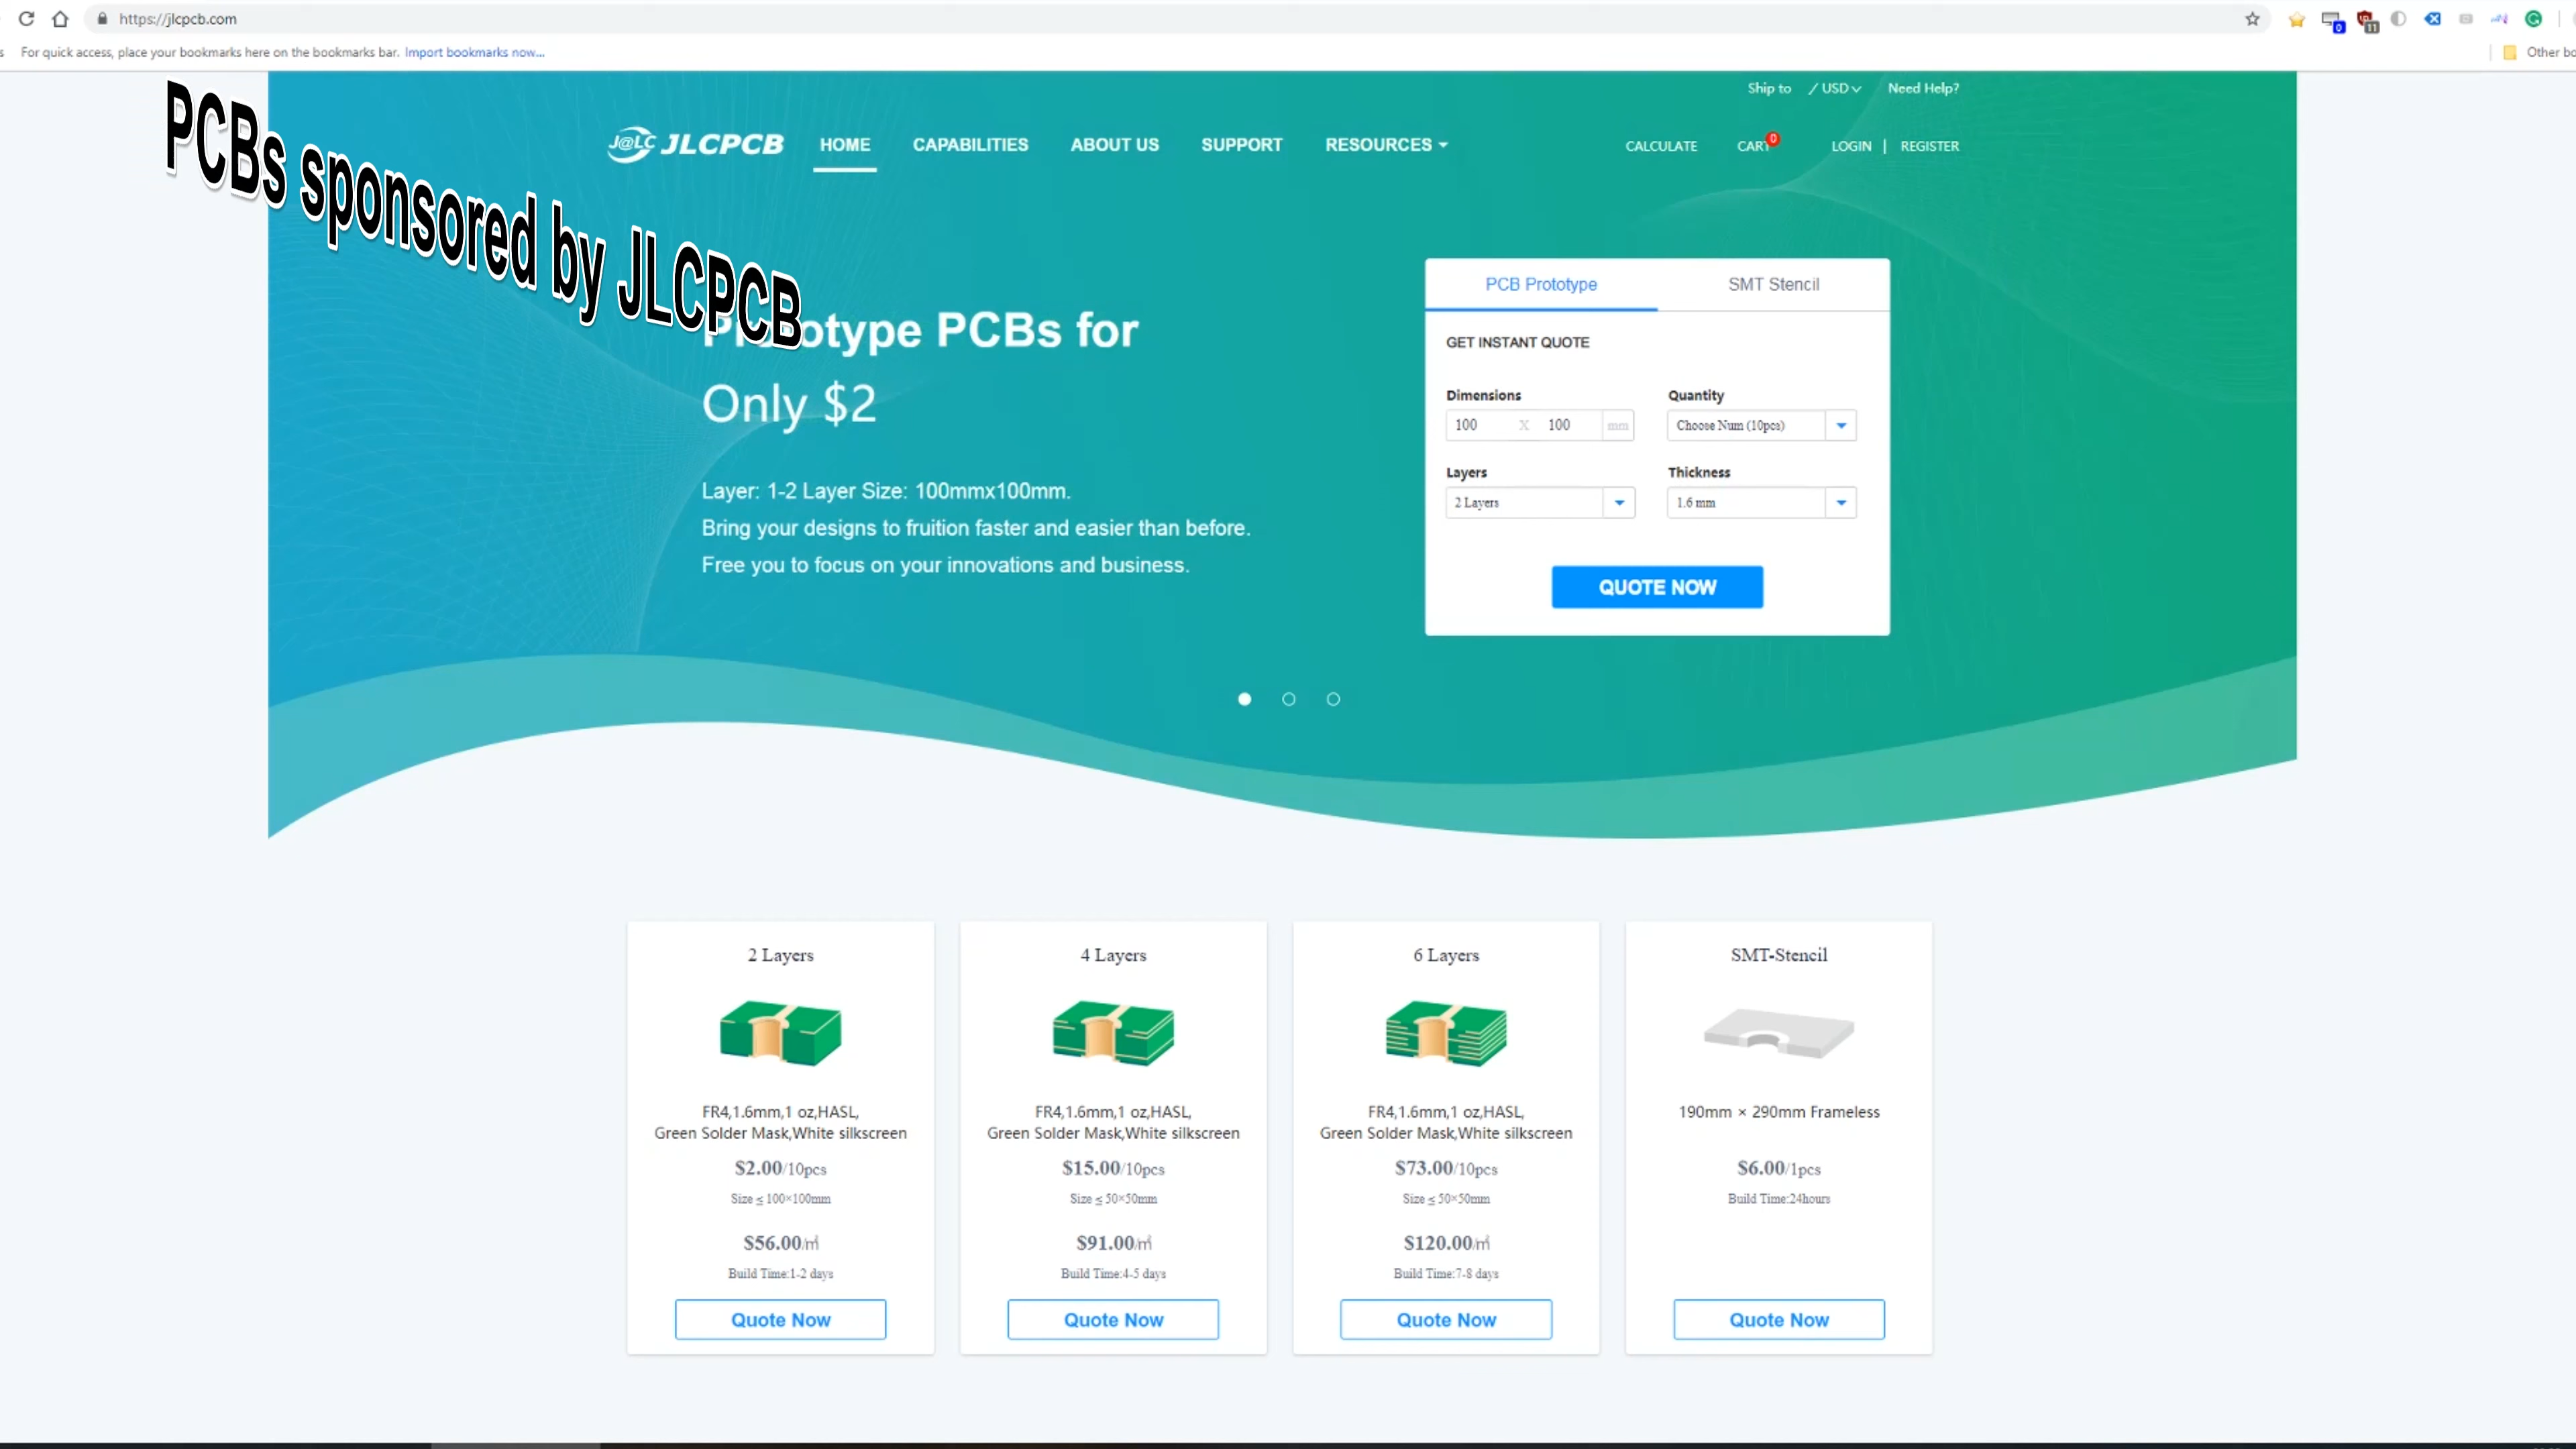 https://jlcpcb.com
For quick access, place your bookmarks here on the bookmarks bar. Import bookmarks now...
Other bo
PCBs sponsored by JLCPCB
Ship to / USD Need Help?
J@LC JLCPCB HOME CAPABILITIES ABOUT US SUPPORT RESOURCES CALCULATE CART 0 LOGIN | REGISTER
Prototype PCBs for
Only $2
Layer: 1-2 Layer Size: 100mmx100mm.
Bring your designs to fruition faster and easier than before.
Free you to focus on your innovations and business.
PCB Prototype SMT Stencil
GET INSTANT QUOTE
Dimensions Quantity
100 X 100 mm Choose Num (10pcs)
Layers Thickness
2 Layers 1.6 mm
QUOTE NOW
2 Layers
FR4,1.6mm,1 oz,HASL,
Green Solder Mask,White silkscreen
$2.00/10pcs
Size ≤ 100×100mm
$56.00/㎡
Build Time:1-2 days
Quote Now
4 Layers
FR4,1.6mm,1 oz,HASL,
Green Solder Mask,White silkscreen
$15.00/10pcs
Size ≤ 50×50mm
$91.00/㎡
Build Time:4-5 days
Quote Now
6 Layers
FR4,1.6mm,1 oz,HASL,
Green Solder Mask,White silkscreen
$73.00/10pcs
Size ≤ 50×50mm
$120.00/㎡
Build Time:7-8 days
Quote Now
SMT-Stencil
190mm × 290mm Frameless
$6.00/1pcs
Build Time:24hours
Quote Now